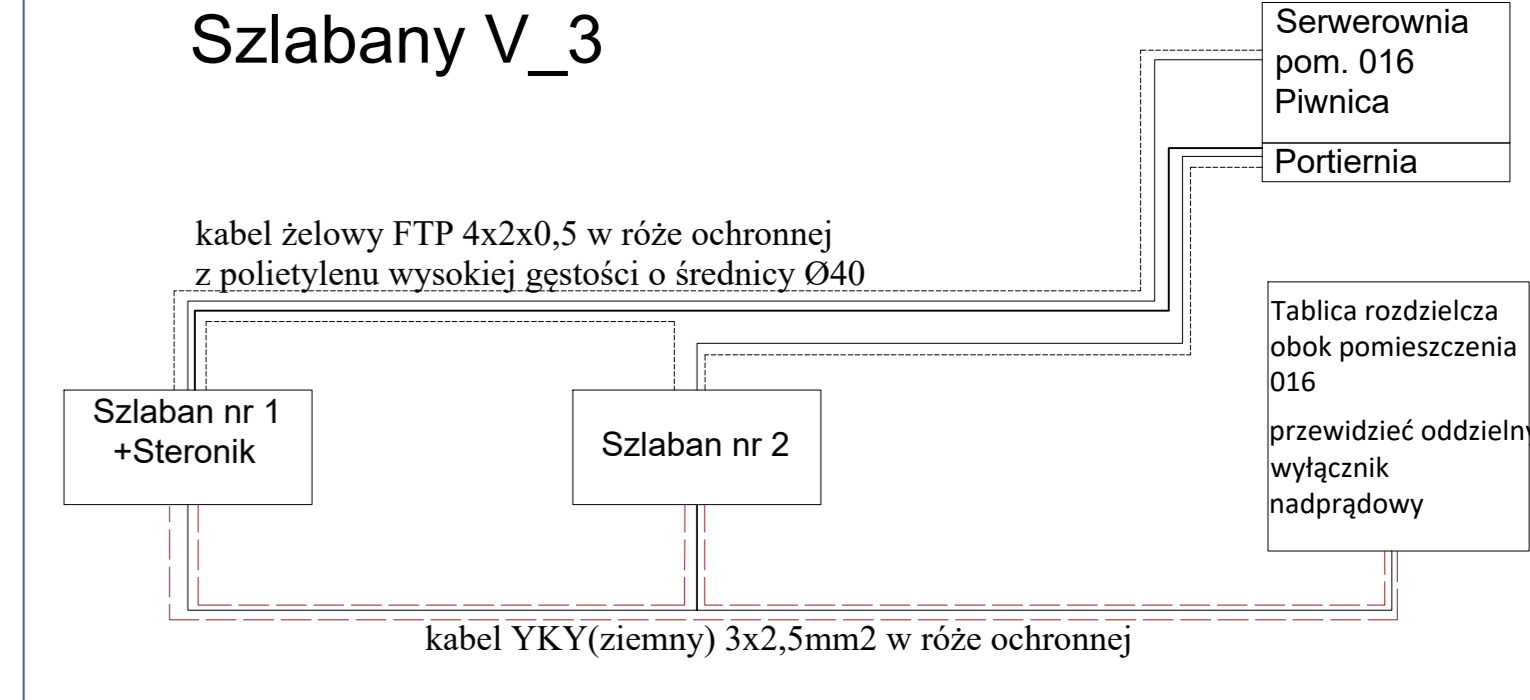 Szlabany V_3
Serwerownia
pom. 016
Piwnica
Portiernia
kabel żelowy FTP 4x2x0,5 w róże ochronnej
z polietylenu wysokiej gęstości o średnicy Ø40
Tablica rozdzielcza
obok pomieszczenia
016
przewidzieć oddzielny
wyłącznik
nadprądowy
Szlaban nr 1
+Steronik
Szlaban nr 2
kabel YKY(ziemny) 3x2,5mm2 w róże ochronnej